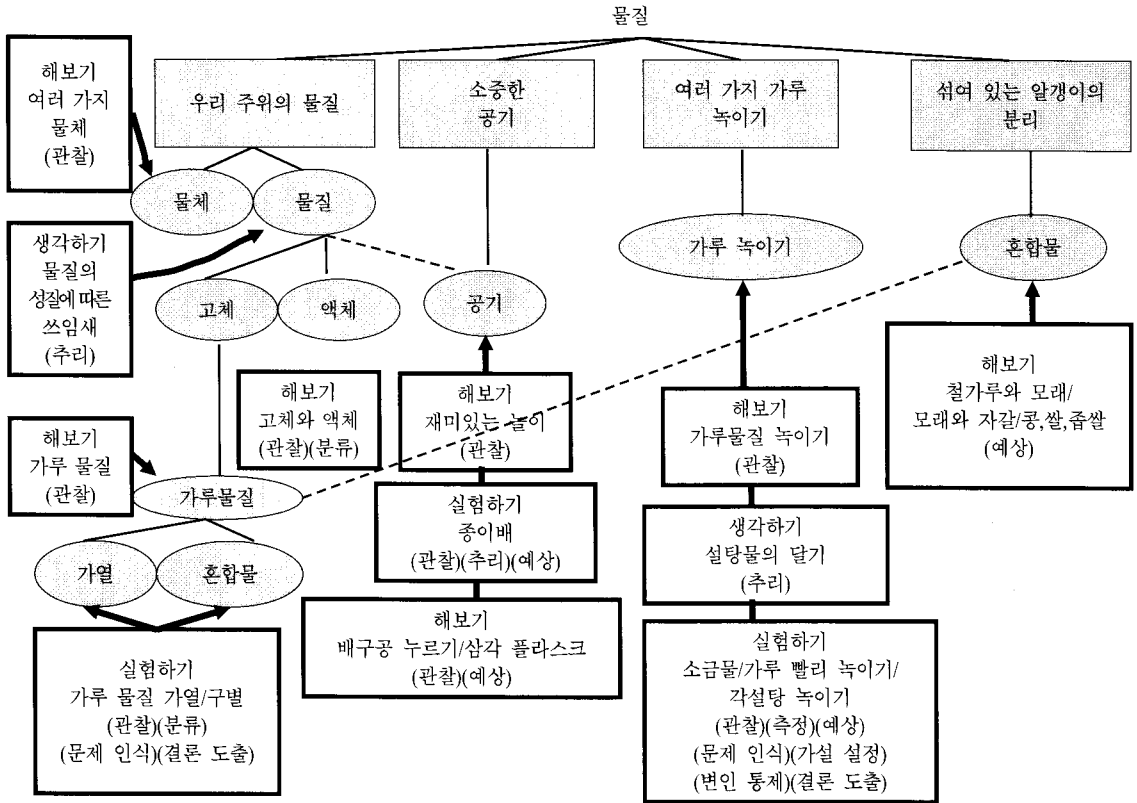 물질
해보기
여러 가지
물체
(관찰)
우리 주위의 물질
소중한
공기
여러 가지 가루
녹이기
섞여 있는 알갱이의
분리
물체
물질
생각하기
물질의
성질에 따른
쓰임새
(추리)
가루 녹이기
혼합물
고체
액체
공기
해보기
고체와 액체
(관찰)(분류)
해보기
재미있는 놀이
(관찰)
해보기
가루물질 녹이기
(관찰)
해보기
철가루와 모래/
모래와 자갈/콩,쌀,좁쌀
(예상)
해보기
가루 물질
(관찰)
가루물질
실험하기
종이배
(관찰)(추리)(예상)
생각하기
설탕물의 달기
(추리)
가열
혼합물
해보기
배구공 누르기/삼각 플라스크
(관찰)(예상)
실험하기
가루 물질 가열/구별
(관찰)(분류)
(문제 인식)(결론 도출)
실험하기
소금물/가루 빨리 녹이기/
각설탕 녹이기
(관찰)(측정)(예상)
(문제 인식)(가설 설정)
(변인 통제)(결론 도출)